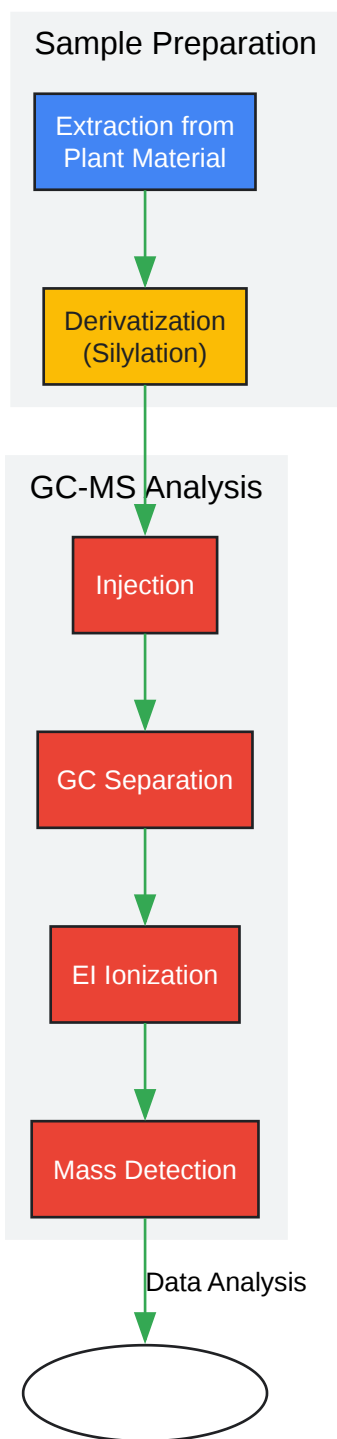 Sample Preparation
Extraction from
Plant Material
Derivatization
(Silylation)
GC-MS Analysis
Injection
GC Separation
EI Ionization
Mass Detection
Data Analysis